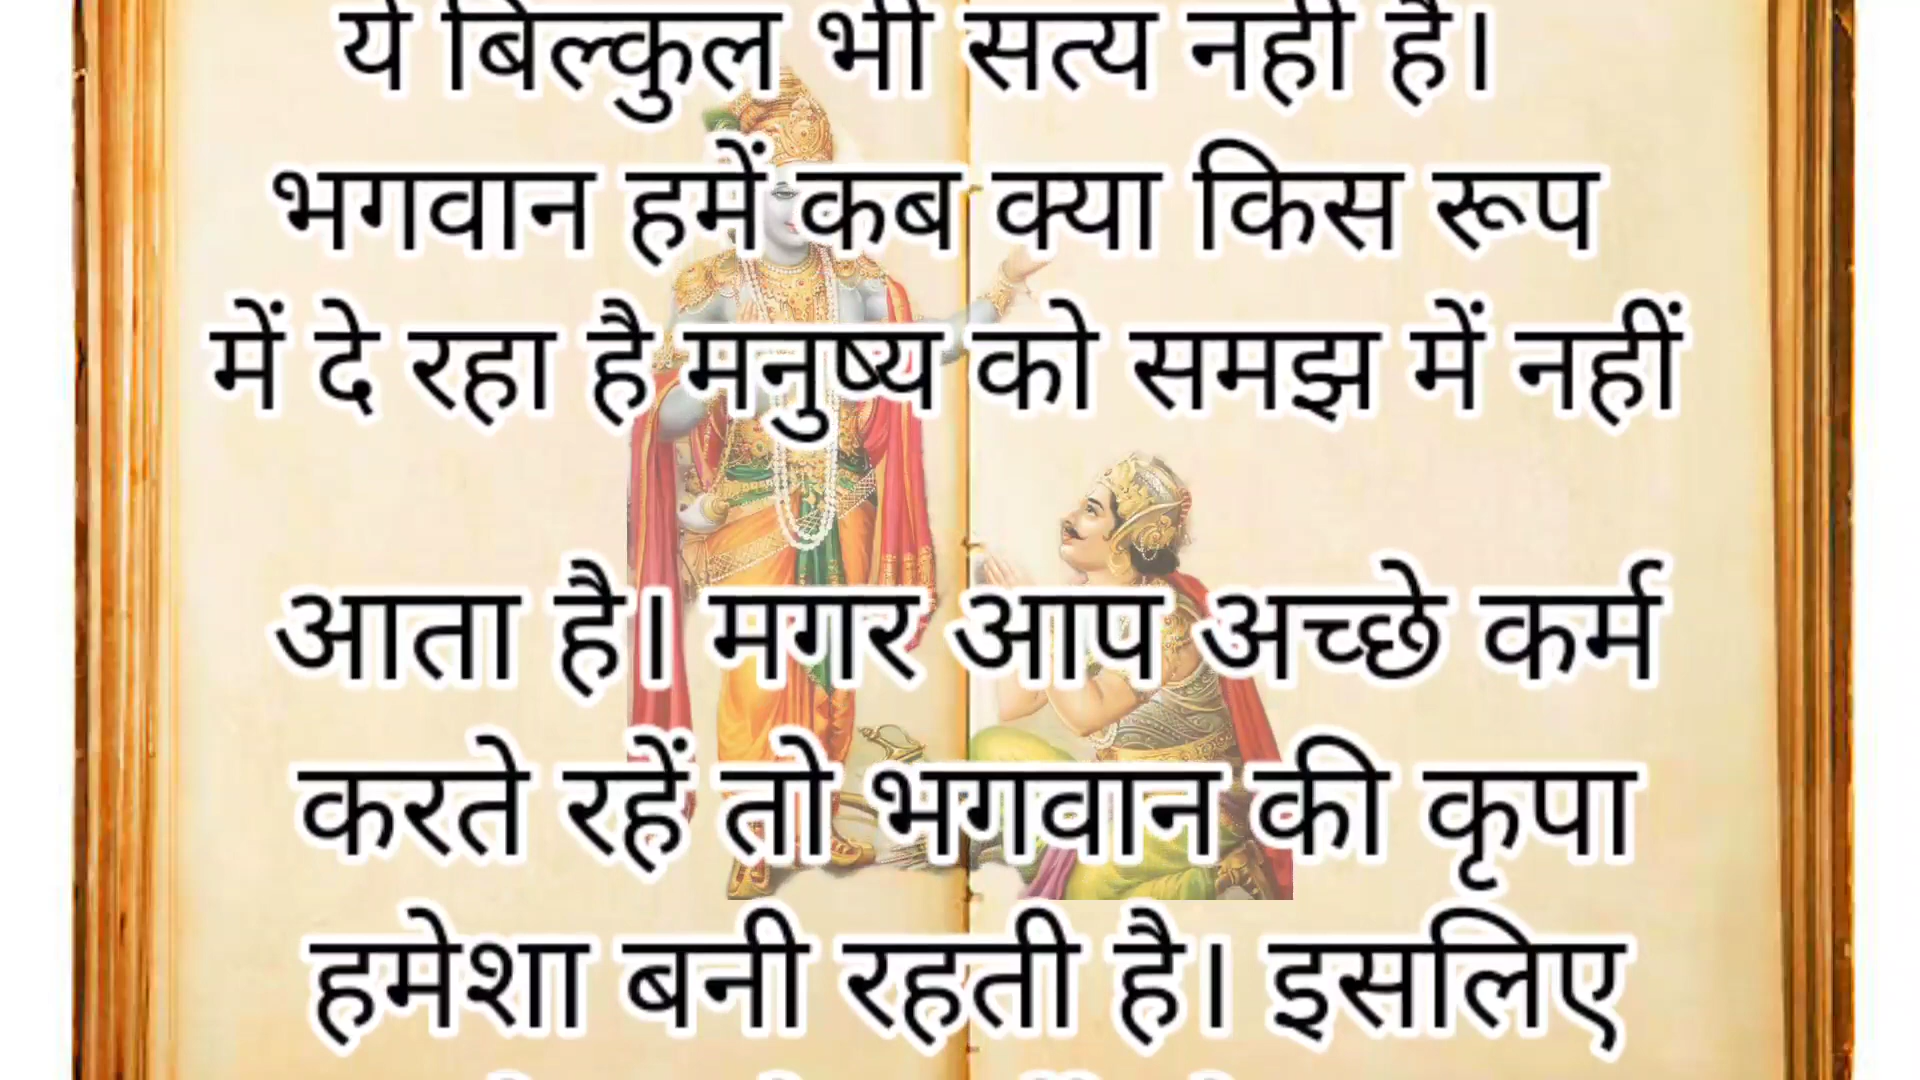 ये बिल्कुल भी सत्य नही है।
भगवान हमें कब क्या किस रूप
में दे रहा है मनुष्य को समझ में नहीं
आता है। मगर आप अच्छे कर्म
करते रहें तो भगवान की कृपा
हमेशा बनी रहती है। इसलिए